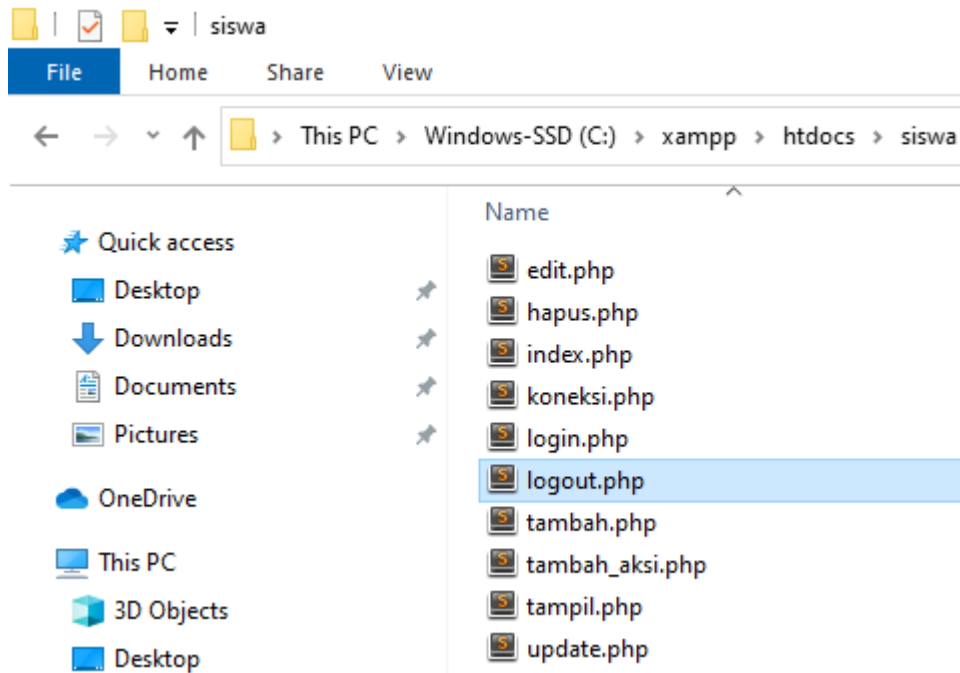 siswa
File Home Share View
This PC > Windows-SSD (C:) > xampp > htdocs > siswa
Name
Quick access
Desktop
Downloads
Documents
Pictures
OneDrive
This PC
3D Objects
Desktop
edit.php
hapus.php
index.php
koneksi.php
login.php
logout.php
tambah.php
tambah_aksi.php
tampil.php
update.php